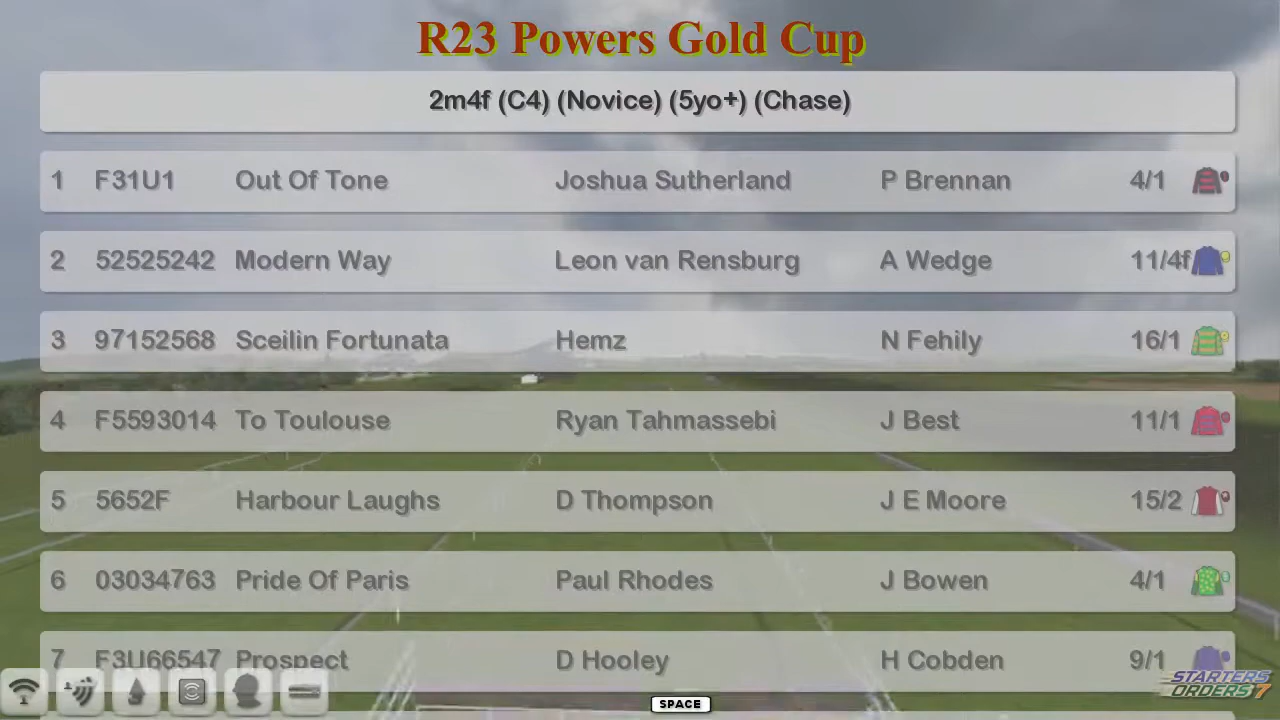 R23 Powers Gold Cup
2m4f (C4) (Novice) (5yo+) (Chase)
1 F31U1 Out Of Tone Joshua Sutherland P Brennan 4/1
2 52525242 Modern Way Leon van Rensburg A Wedge 11/4f
3 97152568 Sceilin Fortunata Hemz N Fehily 16/1
4 F5593014 To Toulouse Ryan Tahmassebi J Best 11/1
5 5652F Harbour Laughs D Thompson J E Moore 15/2
6 03034763 Pride Of Paris Paul Rhodes J Bowen 4/1
7 F3U66547 Prospect D Hooley H Cobden 9/1
STARTERS
ORDERS 7
SPACE